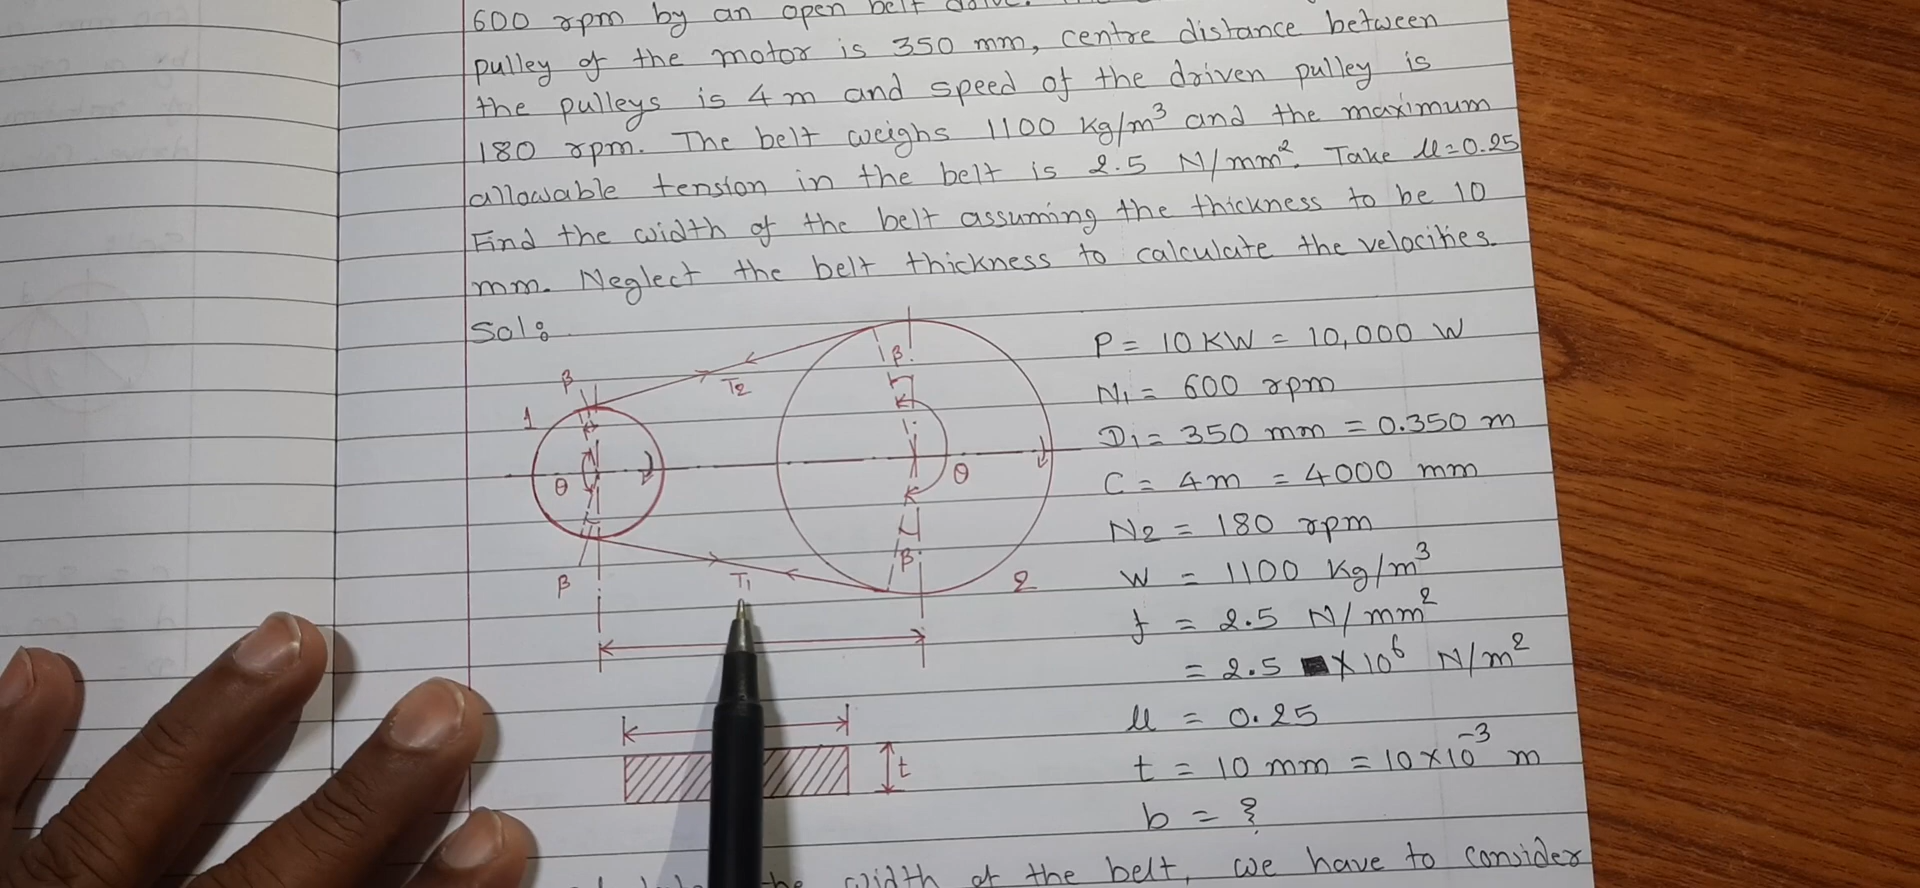 600 rpm by an open belt drive.
pulley of the motor is 350 mm, centre distance between
the pulleys is 4 m and speed of the driven pulley is
180 rpm. The belt weighs 1100 kg/m³ and the maximum
allowable tension in the belt is 2.5 N/mm². Take μ=0.25
Find the width of the belt assuming the thickness to be 10
mm. Neglect the belt thickness to calculate the velocities.
Sol:
β
T2
β
1
θ
θ
β
T1
β
2
t
P = 10 KW = 10,000 W
N1 = 600 rpm
D1 = 350 mm = 0.350 m
C = 4m = 4000 mm
N2 = 180 rpm
w = 1100 Kg/m³
f = 2.5 N/mm²
= 2.5 × 10⁶ N/m²
μ = 0.25
t = 10 mm = 10×10⁻³ m
b = ?
width of the belt, we have to consider